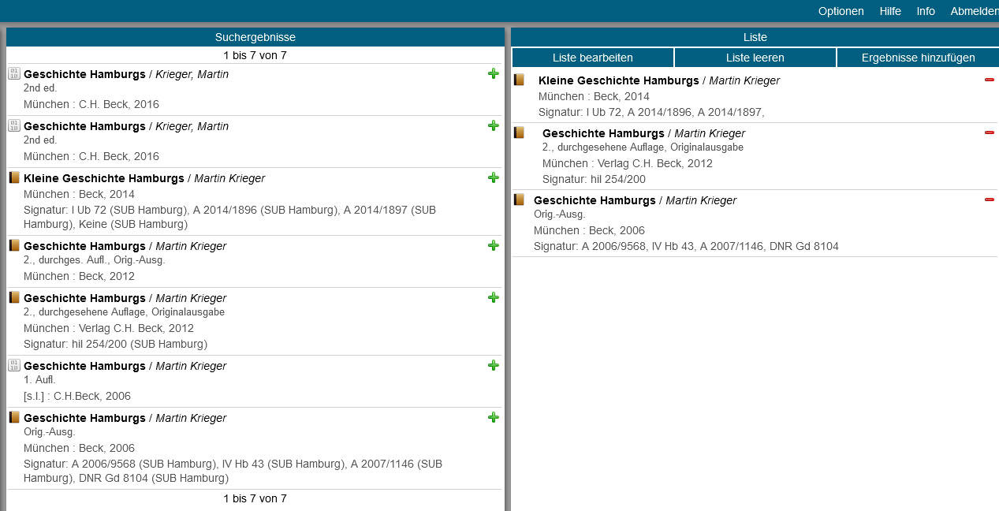 Optionen Hilfe Info Abmelden
Suchergebnisse
1 bis 7 von 7
Geschichte Hamburgs / Krieger, Martin
2nd ed.
München : C.H. Beck, 2016
Geschichte Hamburgs / Krieger, Martin
2nd ed.
München : C.H. Beck, 2016
Kleine Geschichte Hamburgs / Martin Krieger
München : Beck, 2014
Signatur: I Ub 72 (SUB Hamburg), A 2014/1896 (SUB Hamburg), A 2014/1897 (SUB
Hamburg), Keine (SUB Hamburg)
Geschichte Hamburgs / Martin Krieger
2., durchges. Aufl., Orig.-Ausg.
München : Beck, 2012
Geschichte Hamburgs / Martin Krieger
2., durchgesehene Auflage, Originalausgabe
München : Verlag C.H. Beck, 2012
Signatur: hil 254/200 (SUB Hamburg)
Geschichte Hamburgs / Martin Krieger
1. Aufl.
[s.l.] : C.H.Beck, 2006
Geschichte Hamburgs / Martin Krieger
Orig.-Ausg.
München : Beck, 2006
Signatur: A 2006/9568 (SUB Hamburg), IV Hb 43 (SUB Hamburg), A 2007/1146 (SUB
Hamburg), DNR Gd 8104 (SUB Hamburg)
1 bis 7 von 7
Liste
Liste bearbeiten Liste leeren Ergebnisse hinzufügen
Kleine Geschichte Hamburgs / Martin Krieger
München : Beck, 2014
Signatur: I Ub 72, A 2014/1896, A 2014/1897,
Geschichte Hamburgs / Martin Krieger
2., durchgesehene Auflage, Originalausgabe
München : Verlag C.H. Beck, 2012
Signatur: hil 254/200
Geschichte Hamburgs / Martin Krieger
Orig.-Ausg.
München : Beck, 2006
Signatur: A 2006/9568, IV Hb 43, A 2007/1146, DNR Gd 8104